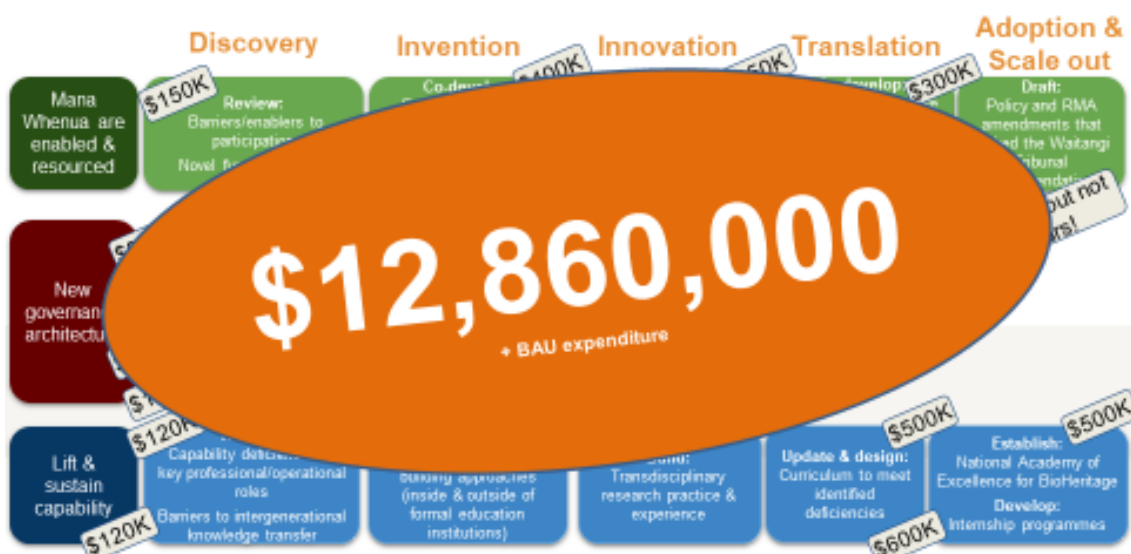 Discovery
Invention
Innovation
Translation
Adoption &
Scale out
Mana
Whenua are
enabled &
resourced
$150K
Review:
Barriers/enablers to
Novel
$300K
Draft:
Policy and RMA
amendments that
the Waitangi
but not
New
$12,860,000
+ BAU expenditure
Lift &
sustain
capability
$120K
Capability
key professional/operational
roles
Barriers to intergenerational
knowledge transfer
$120K
building approaches
(inside & outside of
formal education
institutions)
Transdisciplinary
research practice &
experience
$500K
Update & design:
Curriculum to meet
identified
deficiencies
$600K
$500K
Establish:
National Academy of
Excellence for BioHeritage
Develop:
Internship programmes